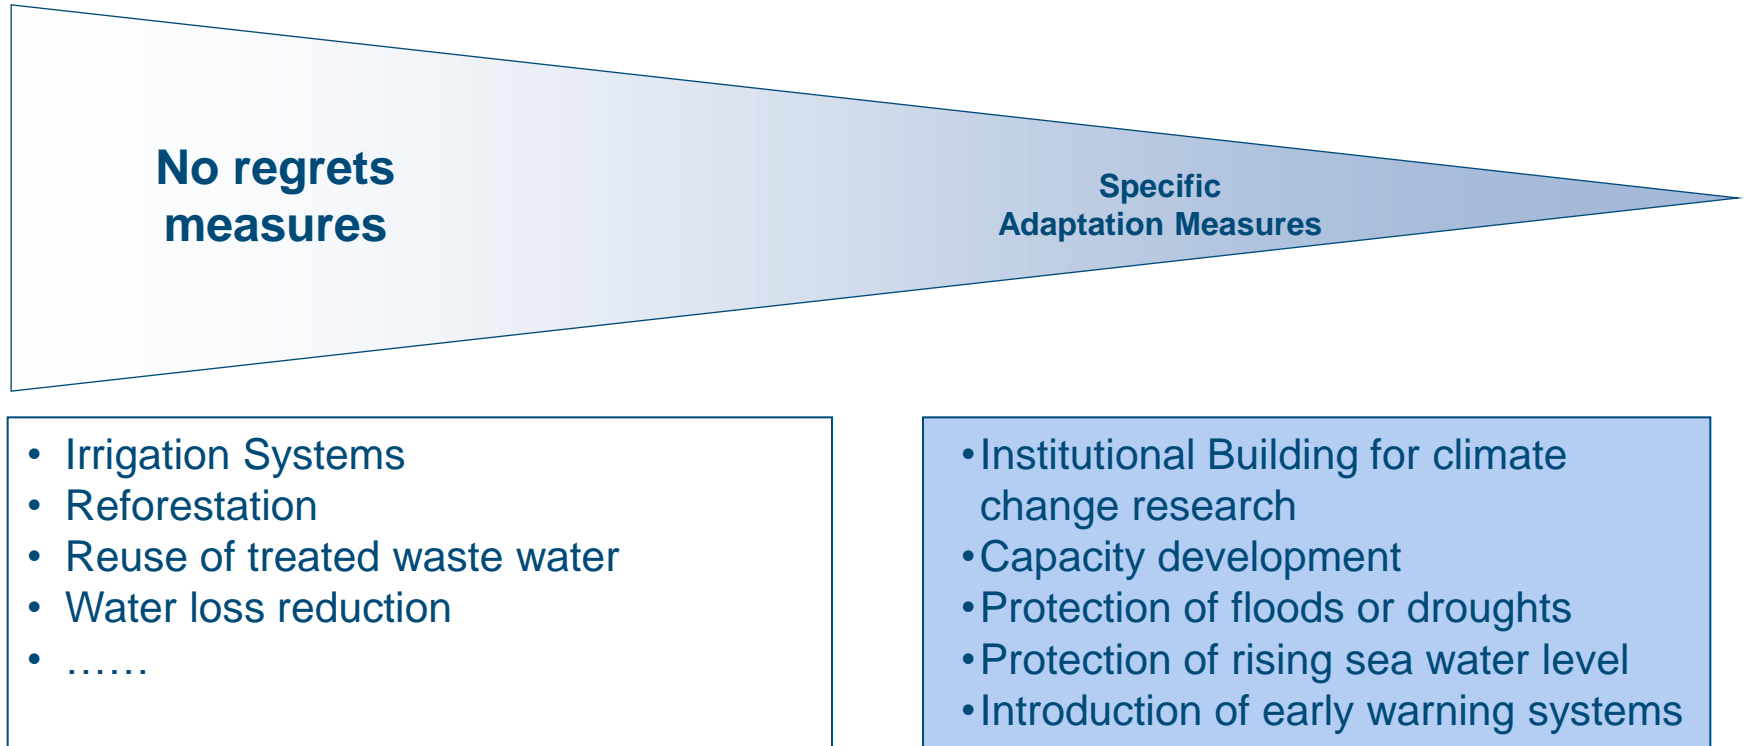 No regrets
measures
Specific
Adaptation Measures
• Irrigation Systems
• Reforestation
• Reuse of treated waste water
• Water loss reduction
• ……
•Institutional Building for climate
change research
•Capacity development
•Protection of floods or droughts
•Protection of rising sea water level
•Introduction of early warning systems